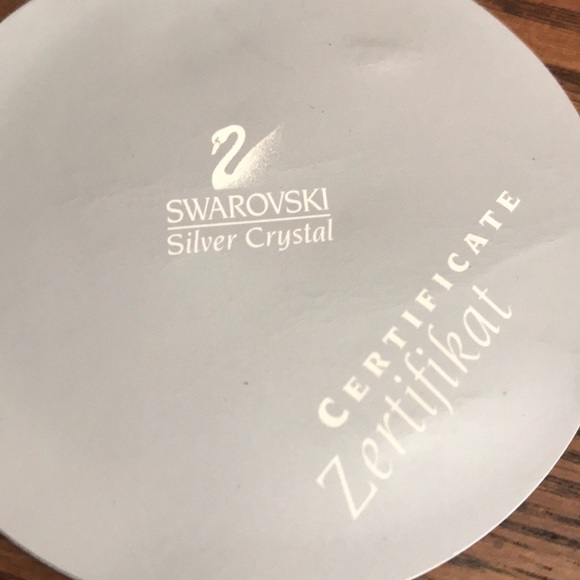 SWAROVSKI
Silver Crystal
CERTIFICATE
Zertifikat